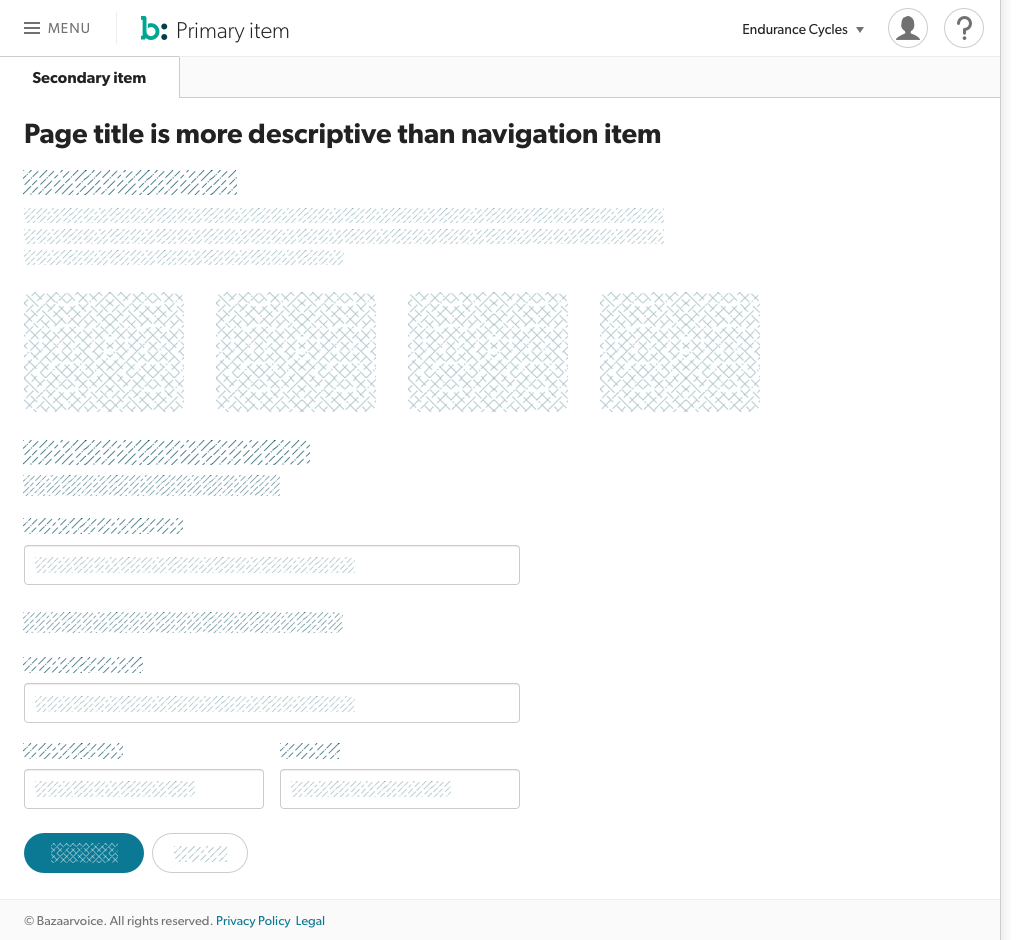 MENU
b: Primary item
Endurance Cycles
?
Secondary item
Page title is more descriptive than navigation item
© Bazaarvoice. All rights reserved. Privacy Policy Legal